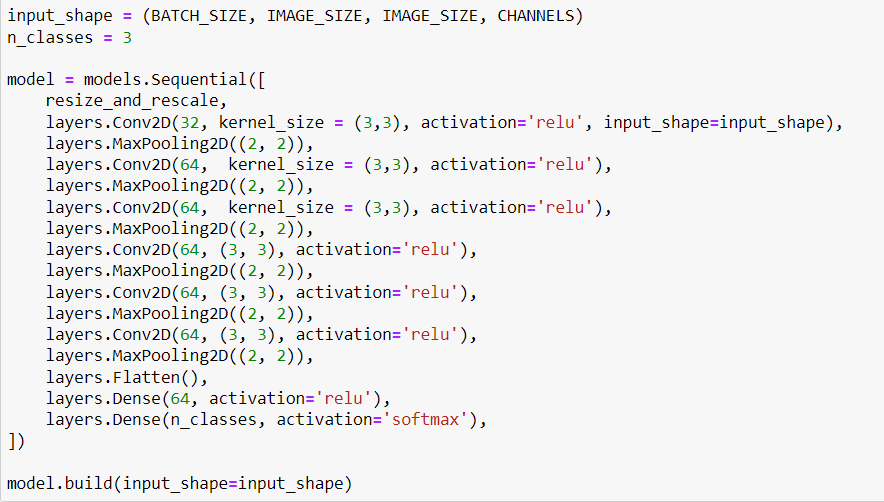 input_shape = (BATCH_SIZE, IMAGE_SIZE, IMAGE_SIZE, CHANNELS)
n_classes = 3

model = models.Sequential([
    resize_and_rescale,
    layers.Conv2D(32, kernel_size = (3,3), activation='relu', input_shape=input_shape),
    layers.MaxPooling2D((2, 2)),
    layers.Conv2D(64,  kernel_size = (3,3), activation='relu'),
    layers.MaxPooling2D((2, 2)),
    layers.Conv2D(64,  kernel_size = (3,3), activation='relu'),
    layers.MaxPooling2D((2, 2)),
    layers.Conv2D(64, (3, 3), activation='relu'),
    layers.MaxPooling2D((2, 2)),
    layers.Conv2D(64, (3, 3), activation='relu'),
    layers.MaxPooling2D((2, 2)),
    layers.Conv2D(64, (3, 3), activation='relu'),
    layers.MaxPooling2D((2, 2)),
    layers.Flatten(),
    layers.Dense(64, activation='relu'),
    layers.Dense(n_classes, activation='softmax'),
])

model.build(input_shape=input_shape)